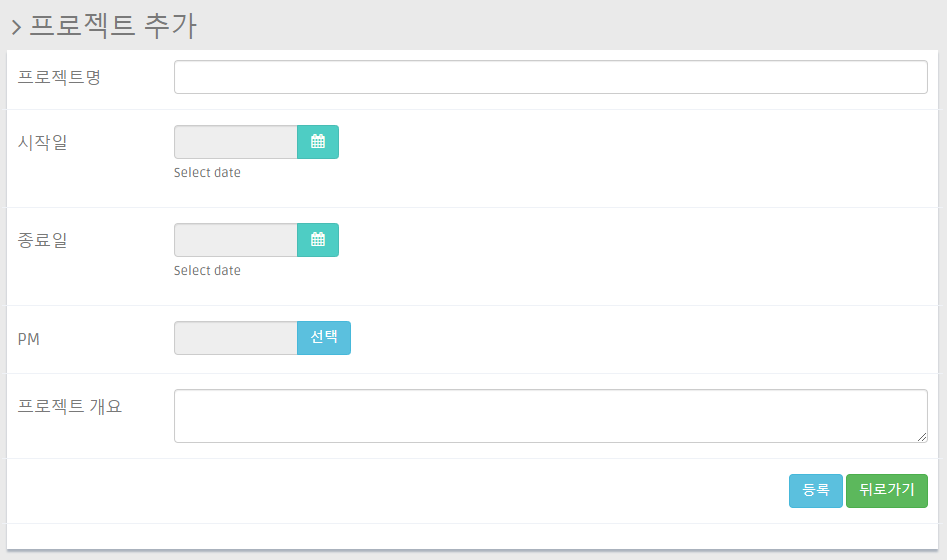 > 프로젝트 추가
프로젝트명
시작일
Select date
종료일
Select date
PM
선택
프로젝트 개요
등록 뒤로가기